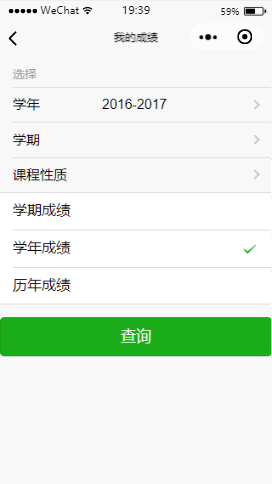 WeChat 19:39 59%
我的成绩
选择
学年 2016-2017
学期
课程性质
学期成绩
学年成绩
历年成绩
查询